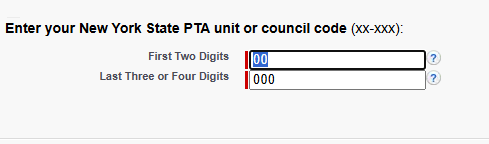 Enter your New York State PTA unit or council code (xx-xxx):
First Two Digits 00 ?
Last Three or Four Digits 000 ?